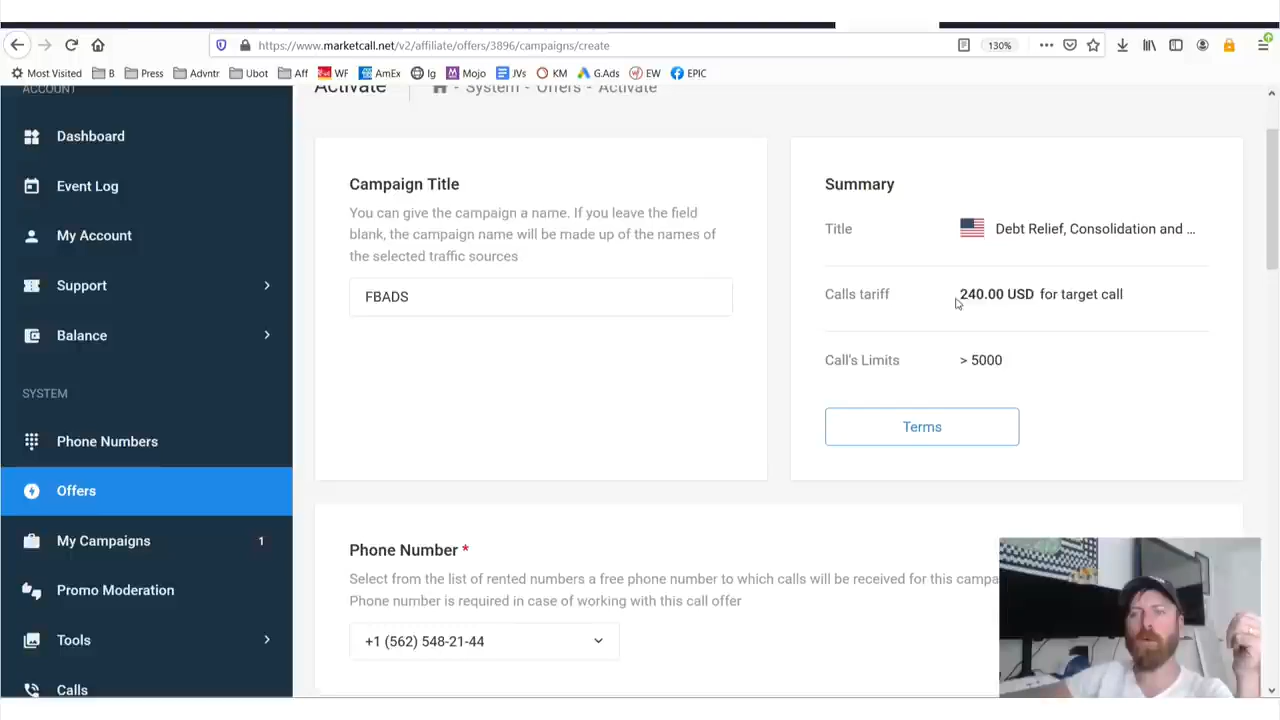 https://www.marketcall.net/v2/affiliate/offers/3896/campaigns/create
130%
Most Visited
B
Press
Advntr
Ubot
Aff
WF
AmEx
Ig
Mojo
JVs
KM
G.Ads
EW
EPIC
ACCOUNT
Dashboard
Event Log
My Account
Support
Balance
SYSTEM
Phone Numbers
Offers
My Campaigns 1
Promo Moderation
Tools
Calls
Activate
- System - Offers - Activate
Campaign Title
You can give the campaign a name. If you leave the field
blank, the campaign name will be made up of the names of
the selected traffic sources
FBADS
Summary
Title Debt Relief, Consolidation and ...
Calls tariff 240.00 USD for target call
Call's Limits > 5000
Terms
Phone Number *
Select from the list of rented numbers a free phone number to which calls will be received for this campa
Phone number is required in case of working with this call offer
+1 (562) 548-21-44